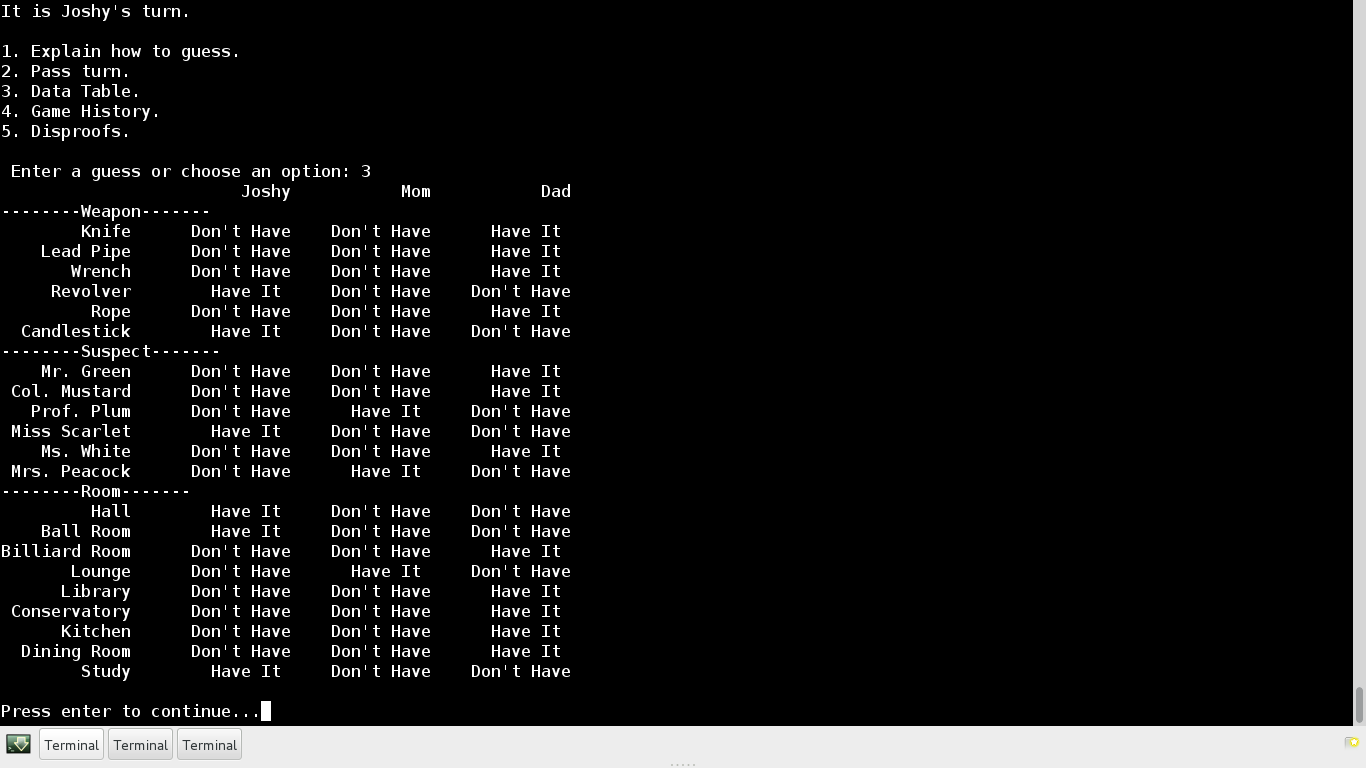 It is Joshy's turn.
1. Explain how to guess.
2. Pass turn.
3. Data Table.
4. Game History.
5. Disproofs.
Enter a guess or choose an option: 3
Joshy Mom Dad
--------Weapon-------
Knife Don't Have Don't Have Have It
Lead Pipe Don't Have Don't Have Have It
Wrench Don't Have Don't Have Have It
Revolver Have It Don't Have Don't Have
Rope Don't Have Don't Have Have It
Candlestick Have It Don't Have Don't Have
--------Suspect-------
Mr. Green Don't Have Don't Have Have It
Col. Mustard Don't Have Don't Have Have It
Prof. Plum Don't Have Have It Don't Have
Miss Scarlet Have It Don't Have Don't Have
Ms. White Don't Have Don't Have Have It
Mrs. Peacock Don't Have Have It Don't Have
--------Room-------
Hall Have It Don't Have Don't Have
Ball Room Have It Don't Have Don't Have
Billiard Room Don't Have Don't Have Have It
Lounge Don't Have Have It Don't Have
Library Don't Have Don't Have Have It
Conservatory Don't Have Don't Have Have It
Kitchen Don't Have Don't Have Have It
Dining Room Don't Have Don't Have Have It
Study Have It Don't Have Don't Have
Press enter to continue...
Terminal Terminal Terminal